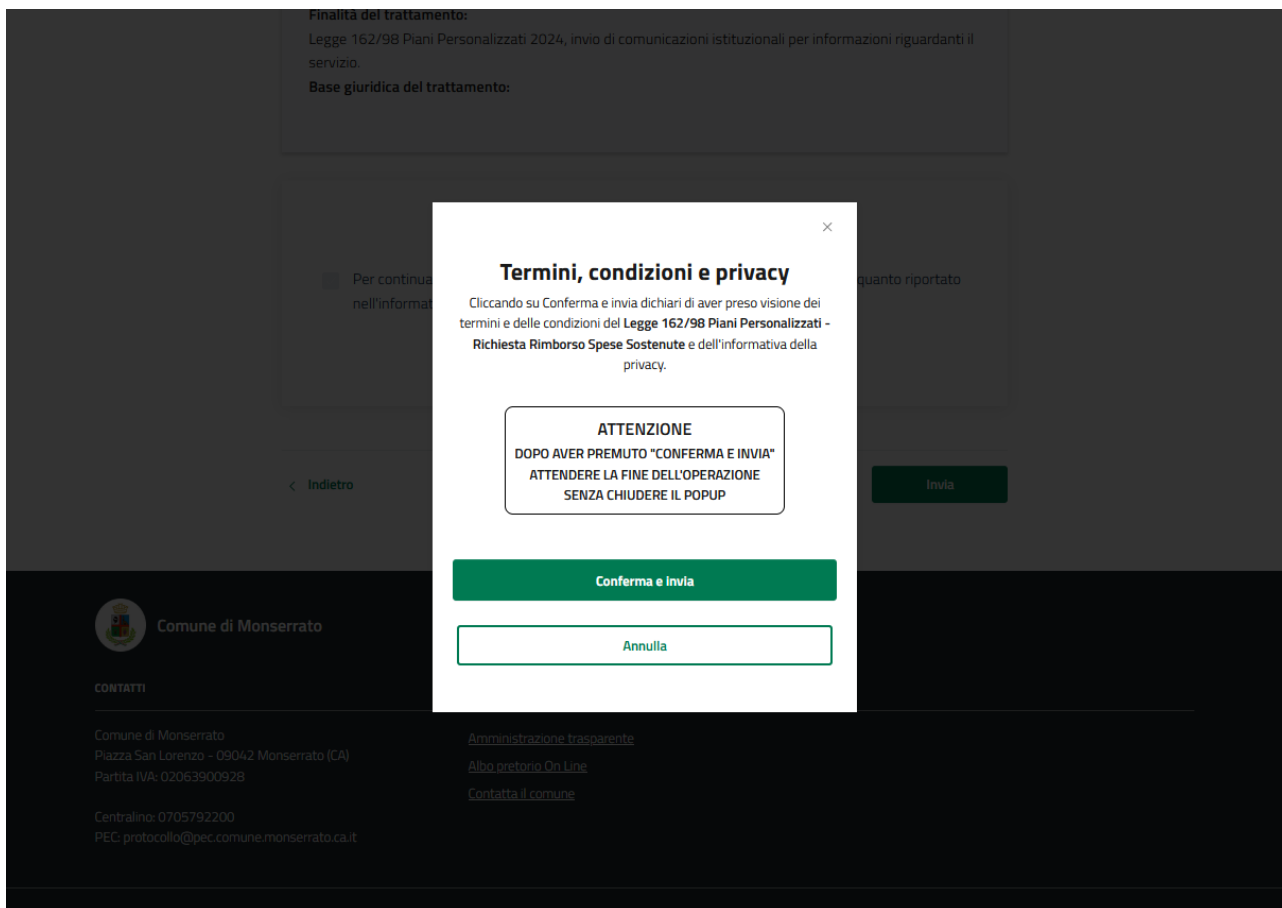 Finalità del trattamento:
Legge 162/98 Piani Personalizzati 2024, invio di comunicazioni istituzionali per informazioni riguardanti il
servizio.
Base giuridica del trattamento:
×
Termini, condizioni e privacy
Per continua
quanto riportato
nell'informat
Cliccando su Conferma e invia dichiari di aver preso visione dei
termini e delle condizioni del Legge 162/98 Piani Personalizzati -
Richiesta Rimborso Spese Sostenute e dell'informativa della
privacy.
ATTENZIONE
DOPO AVER PREMUTO "CONFERMA E INVIA"
ATTENDERE LA FINE DELL'OPERAZIONE
SENZA CHIUDERE IL POPUP
< Indietro
Invia
Conferma e Invia
Annulla
Comune di Monserrato
CONTATTI
Comune di Monserrato
Piazza San Lorenzo - 09042 Monserrato (CA)
Partita IVA: 02063900928
Centralino: 0705792200
PEC: protocollo@pec.comune.monserrato.ca.it
Amministrazione trasparente
Albo pretorio On Line
Contatta il comune